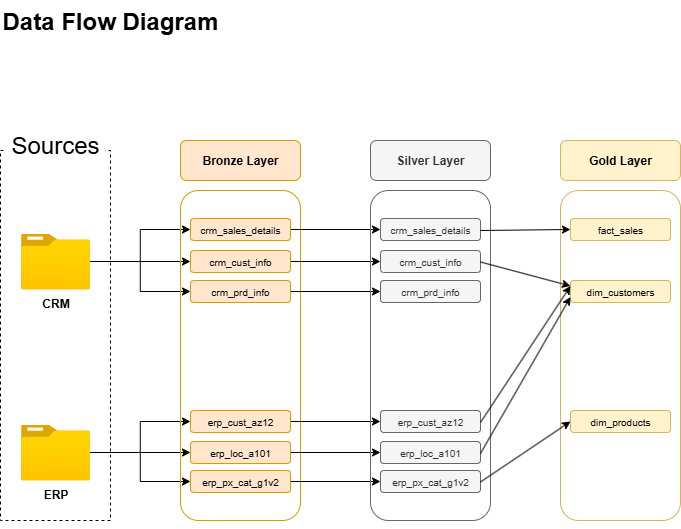 Data Flow Diagram
Sources
Bronze Layer
Silver Layer
Gold Layer
crm_sales_details
crm_sales_details
fact_sales
crm_cust_info
crm_cust_info
crm_prd_info
crm_prd_info
dim_customers
CRM
erp_cust_az12
erp_cust_az12
dim_products
erp_loc_a101
erp_loc_a101
erp_px_cat_g1v2
erp_px_cat_g1v2
ERP